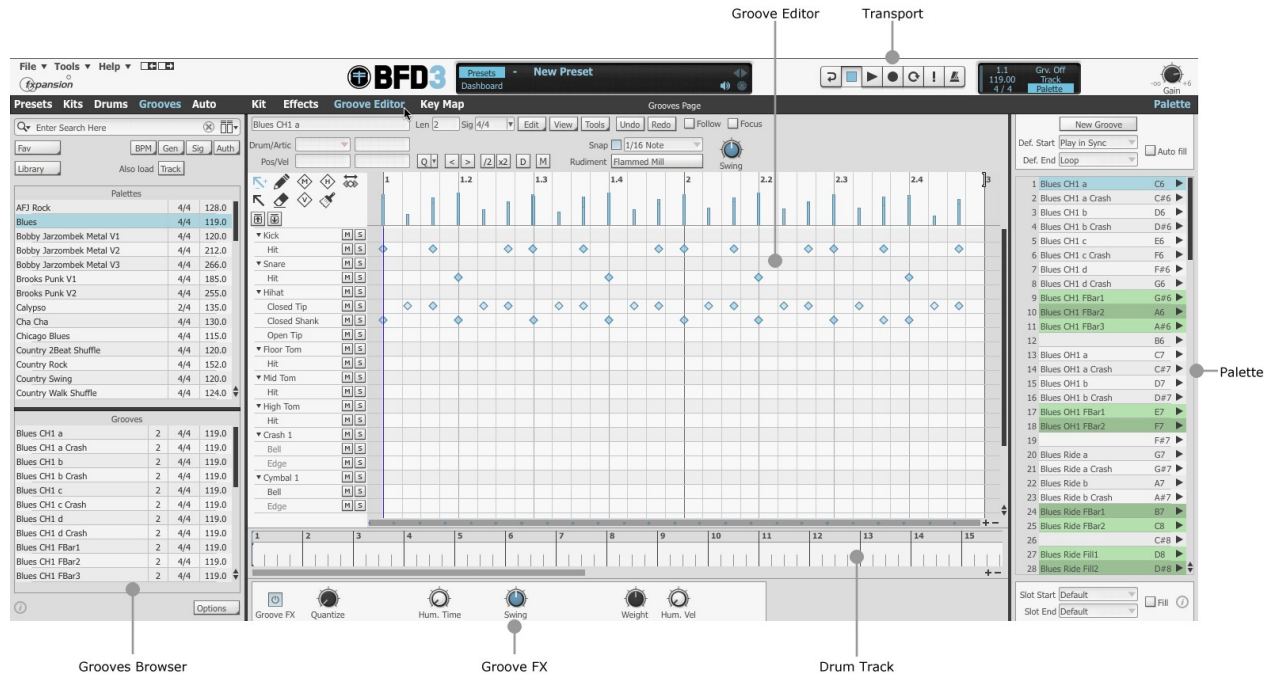 Groove Editor Transport
File ▼ Tools ▼ Help ▼
fxpansion
BFD3
Presets - New Preset
Dashboard
1.1 Grv. Off
119.00 Track
4 / 4 Palette
-oo +6
Gain
Presets Kits Drums Grooves Auto
Kit Effects Groove Editor Key Map Grooves Page
Palette
Enter Search Here
Fav BPM Gen Sig Auth
Library Also load Track
Palettes
AFJ Rock 4/4 128.0
Blues 4/4 119.0
Bobby Jarzombek Metal V1 4/4 120.0
Bobby Jarzombek Metal V2 4/4 212.0
Bobby Jarzombek Metal V3 4/4 266.0
Brooks Punk V1 4/4 185.0
Brooks Punk V2 4/4 255.0
Calypso 2/4 135.0
Cha Cha 4/4 130.0
Chicago Blues 4/4 115.0
Country 2Beat Shuffle 4/4 120.0
Country Rock 4/4 152.0
Country Swing 4/4 120.0
Country Walk Shuffle 4/4 124.0
Grooves
Blues CH1 a 2 4/4 119.0
Blues CH1 a Crash 2 4/4 119.0
Blues CH1 b 2 4/4 119.0
Blues CH1 b Crash 2 4/4 119.0
Blues CH1 c 2 4/4 119.0
Blues CH1 c Crash 2 4/4 119.0
Blues CH1 d 2 4/4 119.0
Blues CH1 d Crash 2 4/4 119.0
Blues CH1 FBar1 2 4/4 119.0
Blues CH1 FBar2 2 4/4 119.0
Blues CH1 FBar3 2 4/4 119.0
Options
Blues CH1 a Len 2 Sig 4/4 Edit View Tools Undo Redo Follow Focus
Drum/Artic Snap 1/16 Note
Pos/Vel Q < > /2 x2 D M Rudiment Flammed Mill Swing
1 1.2 1.3 1.4 2 2.2 2.3 2.4 3
H H
V
Kick M S
Hit M S
Snare M S
Hit M S
Hihat M S
Closed Tip M S
Closed Shank M S
Open Tip M S
Floor Tom M S
Hit M S
Mid Tom M S
Hit M S
High Tom M S
Hit M S
Crash 1 M S
Bell M S
Edge M S
Cymbal 1 M S
Bell M S
Edge M S
1 2 3 4 5 6 7 8 9 10 11 12 13 14 15
Groove FX Quantize Hum. Time Swing Weight Hum. Vel
New Groove
Def. Start Play in Sync
Def. End Loop Auto fill
1 Blues CH1 a C6
2 Blues CH1 a Crash C#6
3 Blues CH1 b D6
4 Blues CH1 b Crash D#6
5 Blues CH1 c E6
6 Blues CH1 c Crash F6
7 Blues CH1 d F#6
8 Blues CH1 d Crash G6
9 Blues CH1 FBar1 G#6
10 Blues CH1 FBar2 A6
11 Blues CH1 FBar3 A#6
12 B6
13 Blues OH1 a C7
14 Blues OH1 a Crash C#7
15 Blues OH1 b D7
16 Blues OH1 b Crash D#7
17 Blues OH1 FBar1 E7
18 Blues OH1 FBar2 F7
19 F#7
20 Blues Ride a G7
21 Blues Ride a Crash G#7
22 Blues Ride b A7
23 Blues Ride b Crash A#7
24 Blues Ride FBar1 B7
25 Blues Ride FBar2 C8
26 C#8
27 Blues Ride Fill1 D8
28 Blues Ride Fill2 D#8
Slot Start Default
Slot End Default Fill
Palette
Grooves Browser Groove FX Drum Track